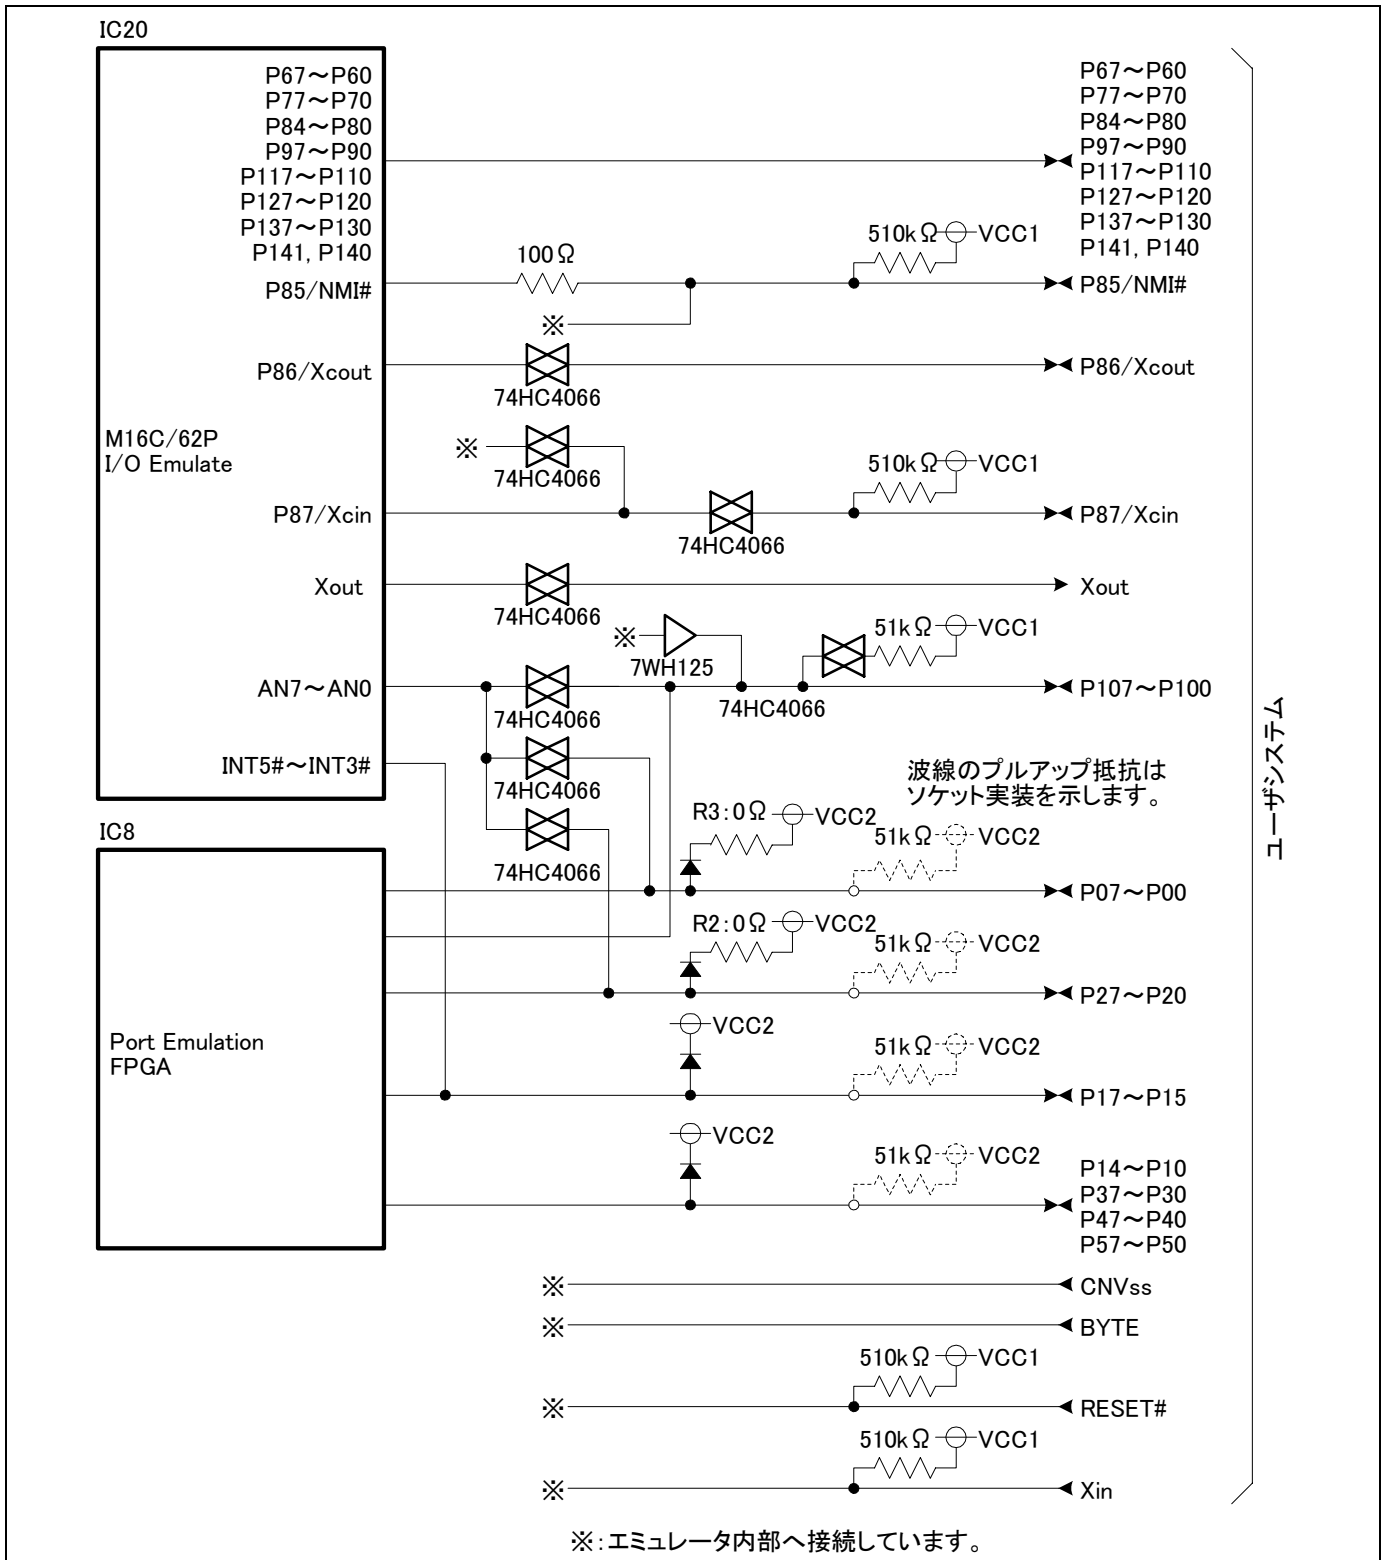 IC20
P67～P60
P77～P70
P84～P80
P97～P90
P117～P110
P127～P120
P137～P130
P141, P140
P85/NMI#
P86/Xcout
M16C/62P
I/O Emulate
P87/Xcin
Xout
AN7～AN0
INT5#～INT3#
IC8
Port Emulation
FPGA
100Ω
※
74HC4066
※
74HC4066
74HC4066
74HC4066
※
7WH125
74HC4066
74HC4066
74HC4066
74HC4066
510kΩ
VCC1
510kΩ
VCC1
51kΩ
VCC1
波線のプルアップ抵抗は
ソケット実装を示します。
R3:0Ω
VCC2
51kΩ
VCC2
R2:0Ω
VCC2
51kΩ
VCC2
VCC2
51kΩ
VCC2
VCC2
51kΩ
VCC2
P67～P60
P77～P70
P84～P80
P97～P90
P117～P110
P127～P120
P137～P130
P141, P140
P85/NMI#
P86/Xcout
P87/Xcin
Xout
P107～P100
P07～P00
P27～P20
P17～P15
P14～P10
P37～P30
P47～P40
P57～P50
※
CNVss
※
BYTE
510kΩ
VCC1
※
RESET#
510kΩ
VCC1
※
Xin
ユーザシステム
※:エミュレータ内部へ接続しています。